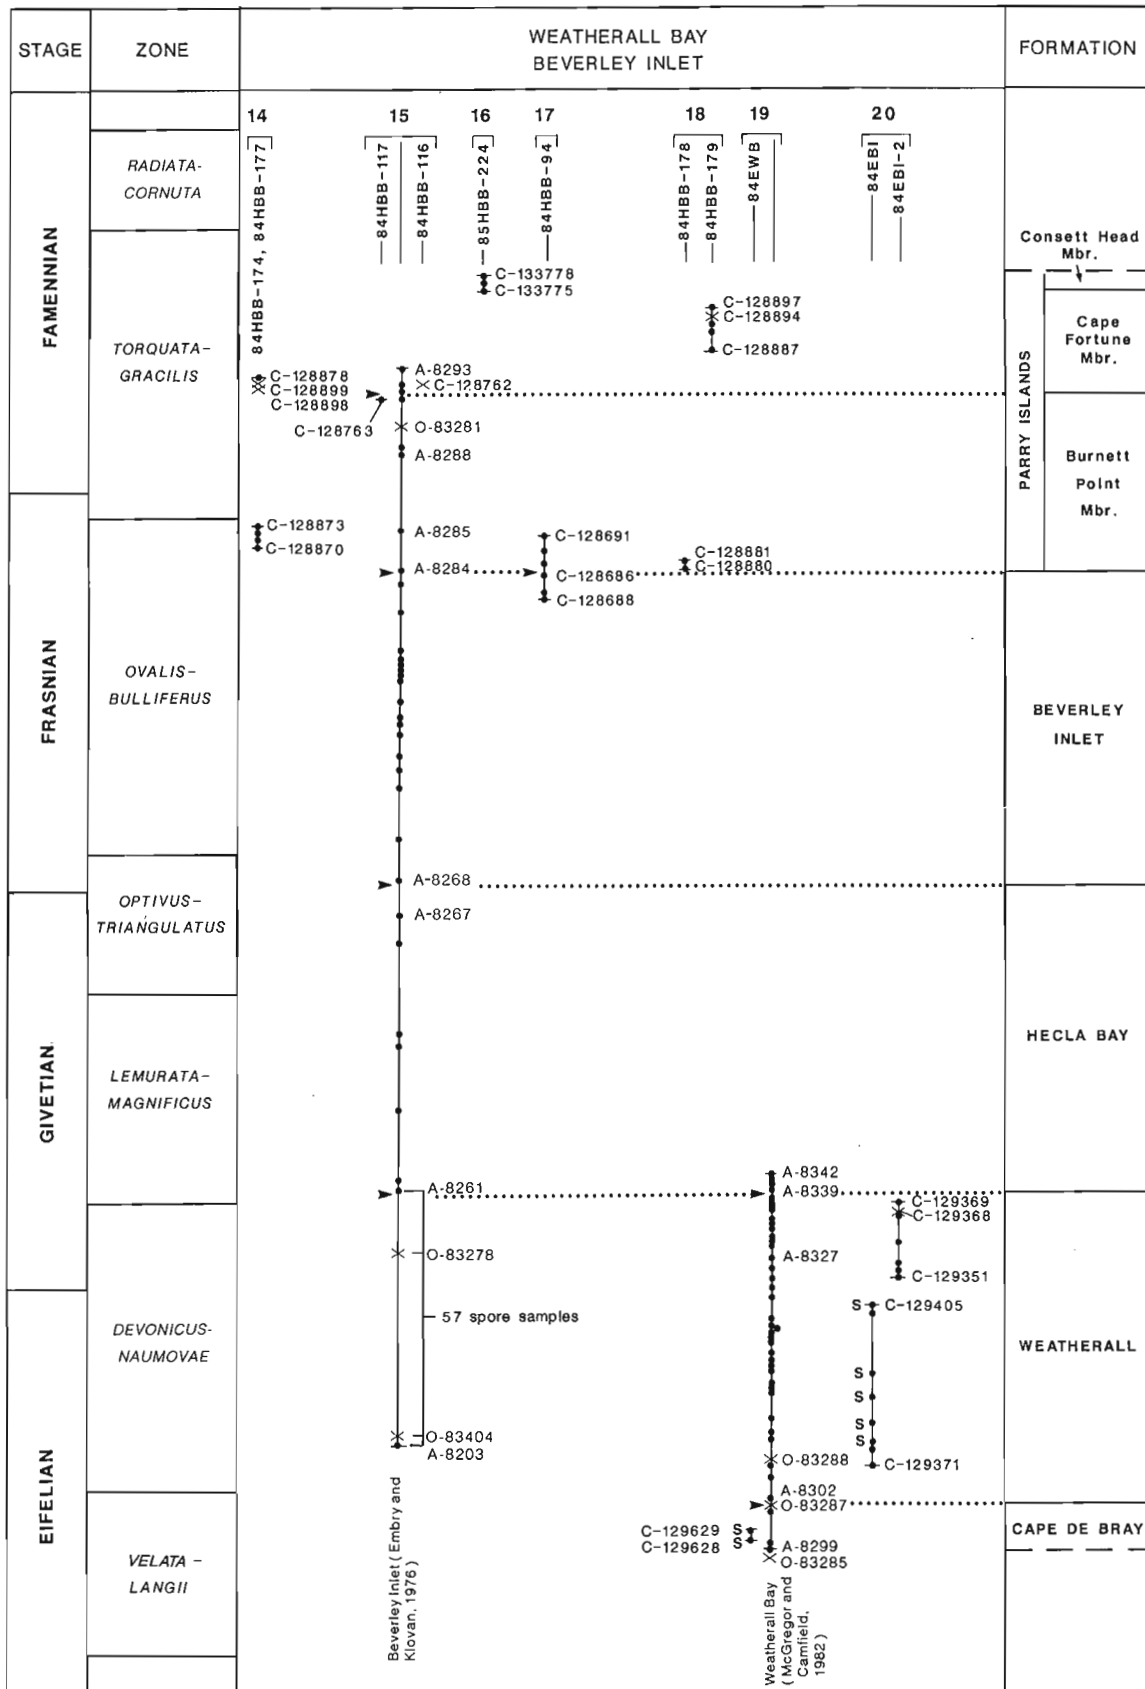 STAGE
ZONE
WEATHERALL BAY
BEVERLEY INLET
FORMATION
FAMENNIAN
FRASNIAN
GIVETIAN
EIFELIAN
RADIATA-
CORNUTA
TORQUATA-
GRACILIS
OVALIS-
BULLIFERUS
OPTIVUS-
TRIANGULATUS
LEMURATA-
MAGNIFICUS
DEVONICUS-
NAUMOVAE
VELATA-
LANGII
14
15
16
17
18
19
20
84HBB-174, 84HBB-177
84HBB-117
84HBB-116
85HBB-224
84HBB-94
84HBB-178
84HBB-179
84EWB
84EBI
84EBI-2
C-128878
C-128899
C-128898
C-128873
C-128870
C-128763
A-8293
C-128762
O-83281
A-8288
A-8285
A-8284
A-8268
A-8267
A-8261
O-83278
57 spore samples
O-83404
A-8203
Beverley Inlet (Embry and
Klovan, 1976)
C-133778
C-133775
C-128691
C-128686
C-128688
C-128881
C-128880
C-128897
C-128894
C-128887
A-8342
A-8339
A-8327
O-83288
A-8302
O-83287
A-8299
O-83285
C-129629 S
C-129628 S
Weatherall Bay
(McGregor and
Camfield,
1982)
C-129369
C-129368
C-129351
S C-129405
S
S
S
S
C-129371
Consett Head
Mbr.
PARRY ISLANDS
Cape
Fortune
Mbr.
Burnett
Point
Mbr.
BEVERLEY
INLET
HECLA BAY
WEATHERALL
CAPE DE BRAY